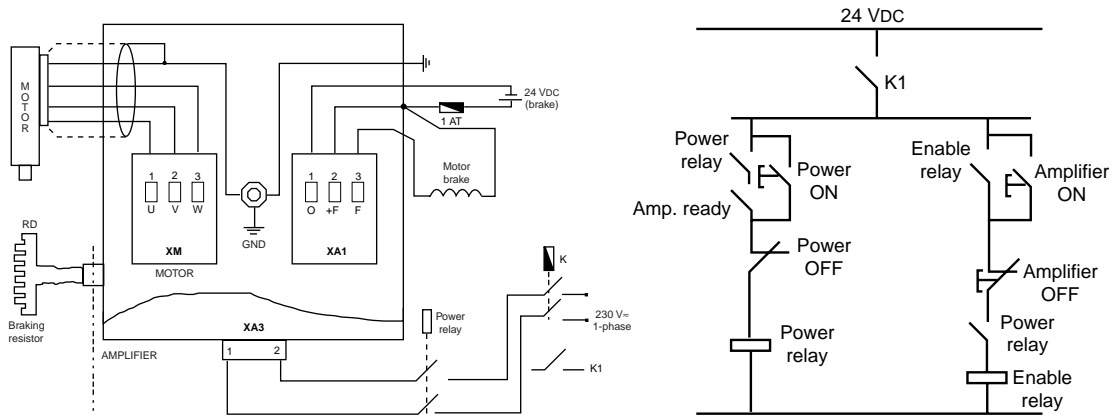 MOTOR
24 VDC
(brake)
1 AT
Motor
brake
1 2 3
U V W
XM
MOTOR
GND
1 2 3
O +F F
XA1
RD
Braking
resistor
AMPLIFIER
XA3
1 2
Power
relay
K
230 V≈
1-phase
K1
24 VDC
K1
Power
relay
Power
ON
Amp. ready
Power
OFF
Power
relay
Enable
relay
Amplifier
ON
Amplifier
OFF
Power
relay
Enable
relay